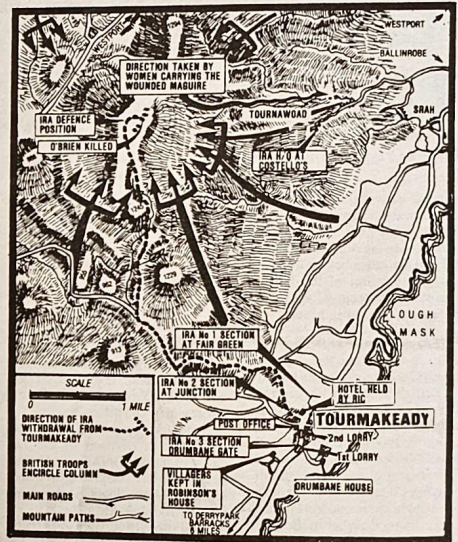 WESTPORT
BALLINROBE
1294
WESTPORT
DIRECTION TAKEN BY
WOMEN CARRYING THE
WOUNDED MAGUIRE
SRAH
IRA DEFENCE
POSITION
TOURNAWOAD
O'BRIEN KILLED
IRA H/Q AT
COSTELLO'S
1229
913
LOUGH
MASK
IRA No 1 SECTION
AT FAIR GREEN
IRA No 2 SECTION
AT JUNCTION
HOTEL HELD
BY RIC
POST OFFICE
TOURMAKEADY
2nd LORRY
IRA No 3 SECTION
DRUMBANE GATE
1st LORRY
VILLAGERS
KEPT IN
ROBINSON'S
HOUSE
DRUMBANE HOUSE
TO DERRYPARK
BARRACKS
6 MILES
SCALE
0 1 MILE
DIRECTION OF IRA
WITHDRAWAL FROM
TOURMAKEADY
BRITISH TROOPS
ENCIRCLE COLUMN
MAIN ROADS
MOUNTAIN PATHS